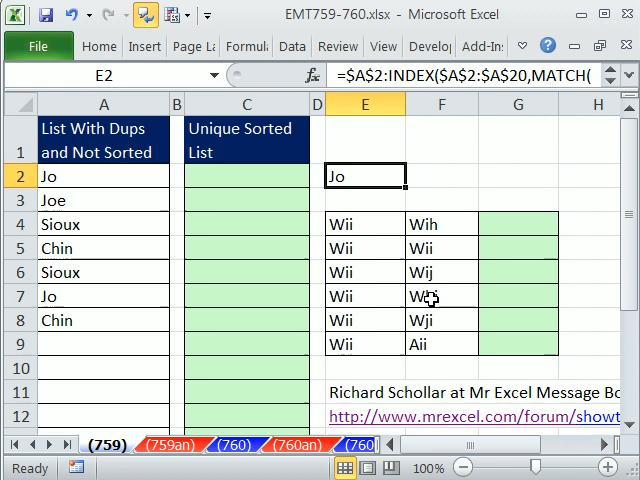 EMT759-760.xlsx - Microsoft Excel
File Home Insert Page La Formula Data Review View Develop Add-Ins
E2 fx =$A$2:INDEX($A$2:$A$20,MATCH(
A B C D E F G H
1 List With Dups and Not Sorted Unique Sorted List
2 Jo Jo
3 Joe
4 Sioux Wii Wih
5 Chin Wii Wii
6 Sioux Wii Wij
7 Jo Wii
8 Chin Wii Wji
9 Wii Aii
10
11 Richard Schollar at Mr Excel Message Bo
12 http://www.mrexcel.com/forum/showt
(759) (759an) (760) (760an) (760
Ready 100%